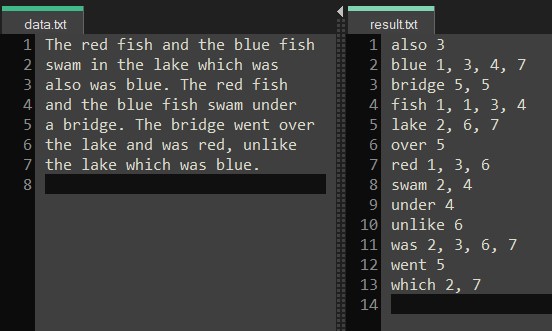 data.txt
1 The red fish and the blue fish
2 swam in the lake which was
3 also was blue. The red fish
4 and the blue fish swam under
5 a bridge. The bridge went over
6 the lake and was red, unlike
7 the lake which was blue.
8
result.txt
1 also 3
2 blue 1, 3, 4, 7
3 bridge 5, 5
4 fish 1, 1, 3, 4
5 lake 2, 6, 7
6 over 5
7 red 1, 3, 6
8 swam 2, 4
9 under 4
10 unlike 6
11 was 2, 3, 6, 7
12 went 5
13 which 2, 7
14